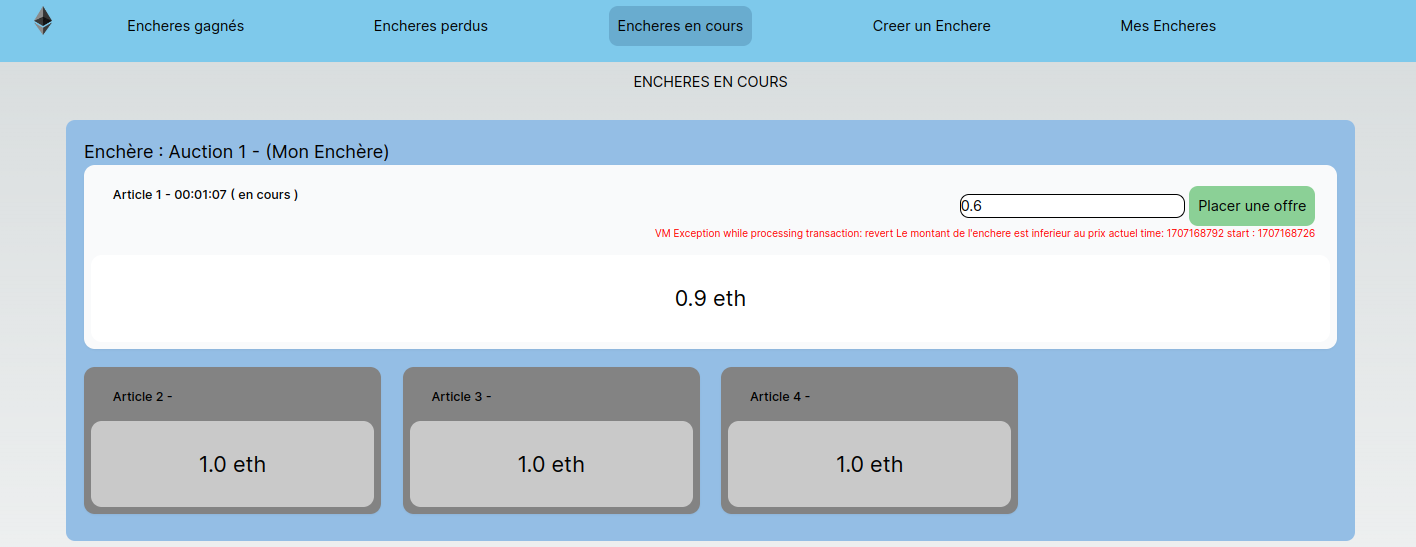 Encheres gagnés
Encheres perdus
Encheres en cours
Creer un Enchere
Mes Encheres
ENCHERES EN COURS
Enchère : Auction 1 - (Mon Enchère)
Article 1 - 00:01:07 ( en cours )
0.6
Placer une offre
VM Exception while processing transaction: revert Le montant de l'enchere est inferieur au prix actuel time: 1707168792 start : 1707168726
0.9 eth
Article 2 -
1.0 eth
Article 3 -
1.0 eth
Article 4 -
1.0 eth